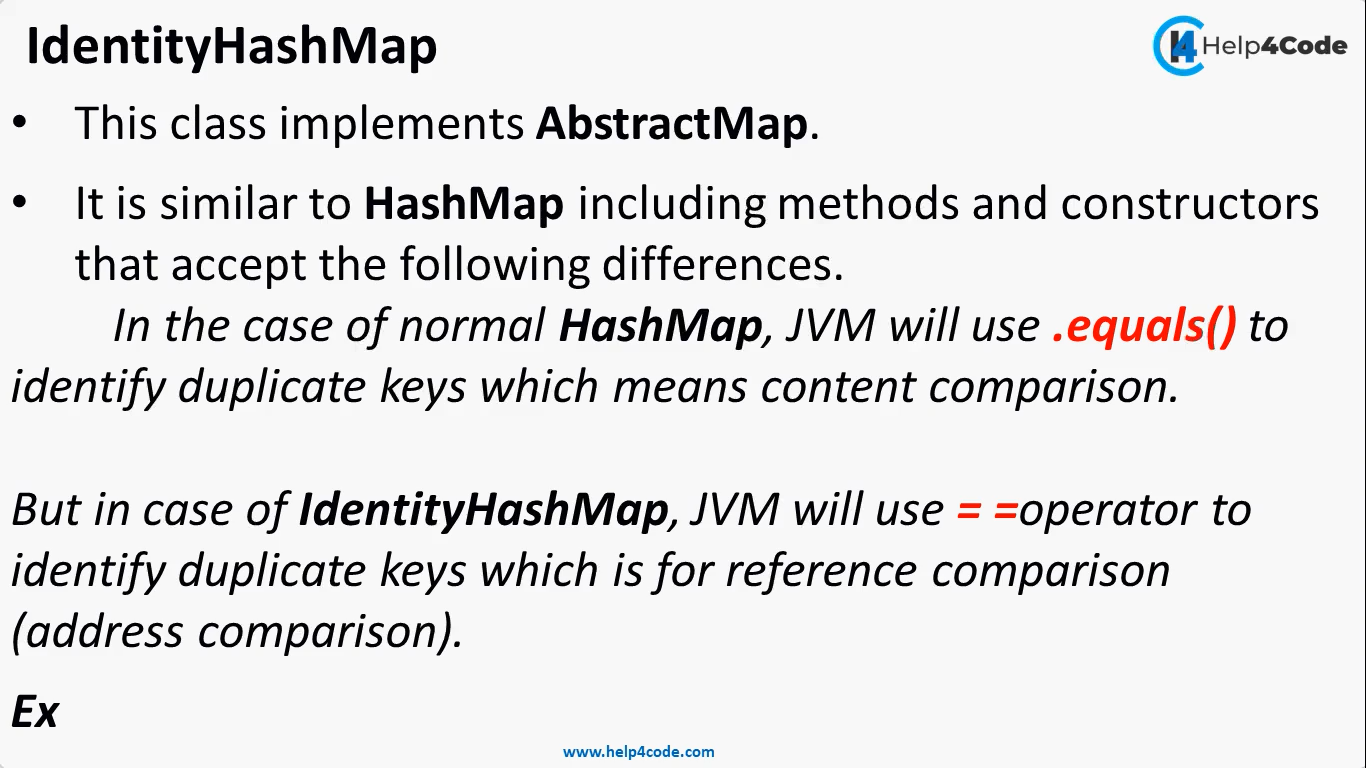 IdentityHashMap
Help4Code
• This class implements AbstractMap.
• It is similar to HashMap including methods and constructors
that accept the following differences.
In the case of normal HashMap, JVM will use .equals() to
identify duplicate keys which means content comparison.
But in case of IdentityHashMap, JVM will use = =operator to
identify duplicate keys which is for reference comparison
(address comparison).
Ex
www.help4code.com